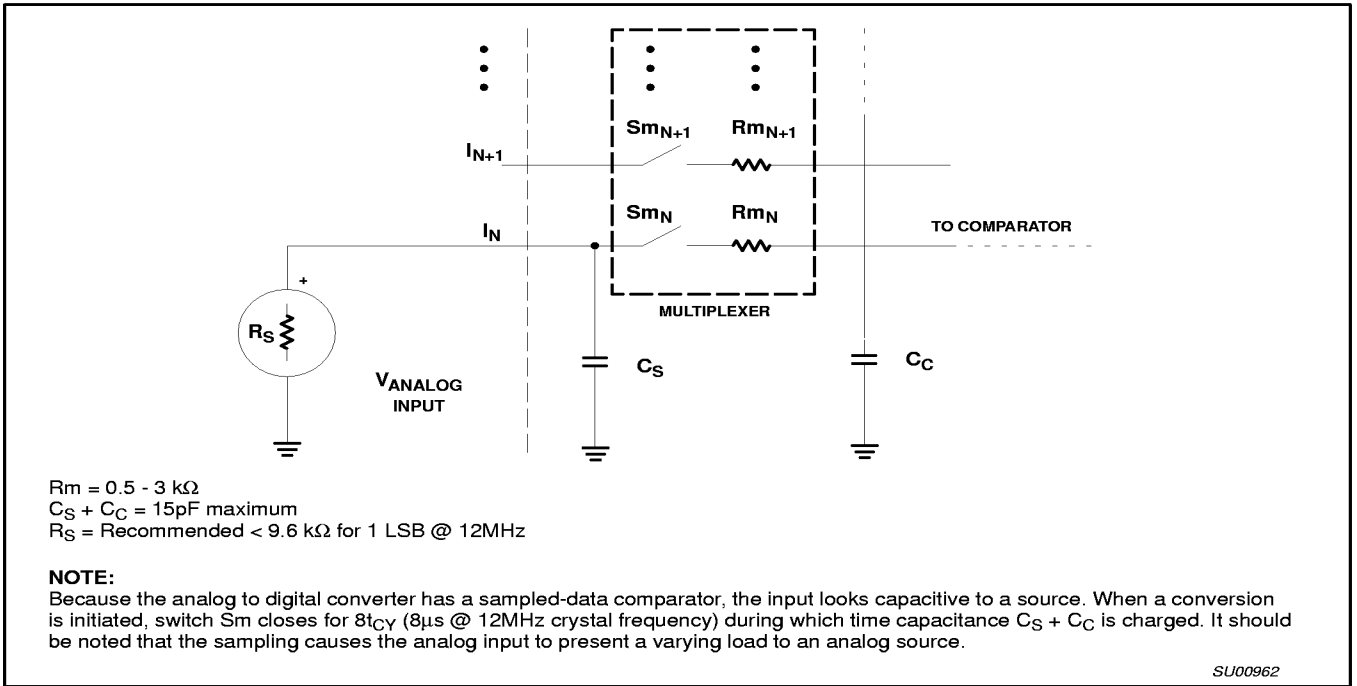 SmN+1 RmN+1
IN+1
SmN RmN
IN
TO COMPARATOR
+
MULTIPLEXER
RS
CS
CC
VANALOG
INPUT
Rm = 0.5 - 3 kΩ
CS + CC = 15pF maximum
RS = Recommended < 9.6 kΩ for 1 LSB @ 12MHz
NOTE:
Because the analog to digital converter has a sampled-data comparator, the input looks capacitive to a source. When a conversion
is initiated, switch Sm closes for 8tCY (8μs @ 12MHz crystal frequency) during which time capacitance CS + CC is charged. It should
be noted that the sampling causes the analog input to present a varying load to an analog source.
SU00962